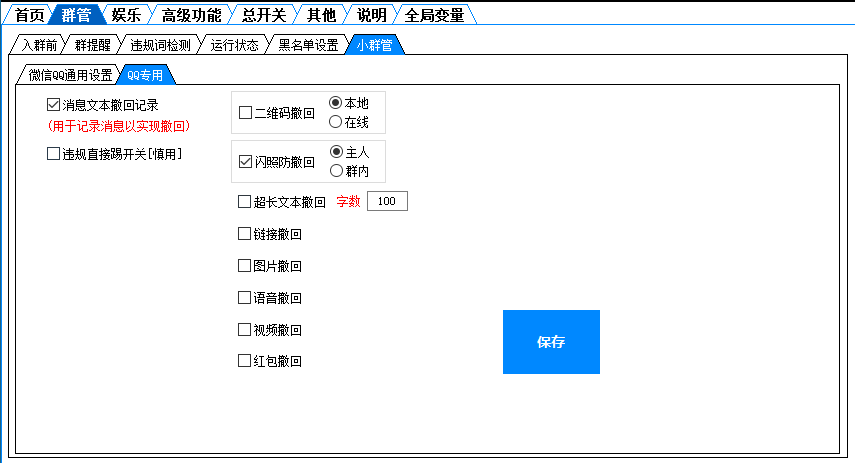 首页 群管 娱乐 高级功能 总开关 其他 说明 全局变量
入群前 群提醒 违规词检测 运行状态 黑名单设置 小群管
微信QQ通用设置 QQ专用
消息文本撤回记录
(用于记录消息以实现撤回)
违规直接踢开关[慎用]
二维码撤回
本地
在线
闪照防撤回
主人
群内
超长文本撤回 字数 100
链接撤回
图片撤回
语音撤回
视频撤回
红包撤回
保存